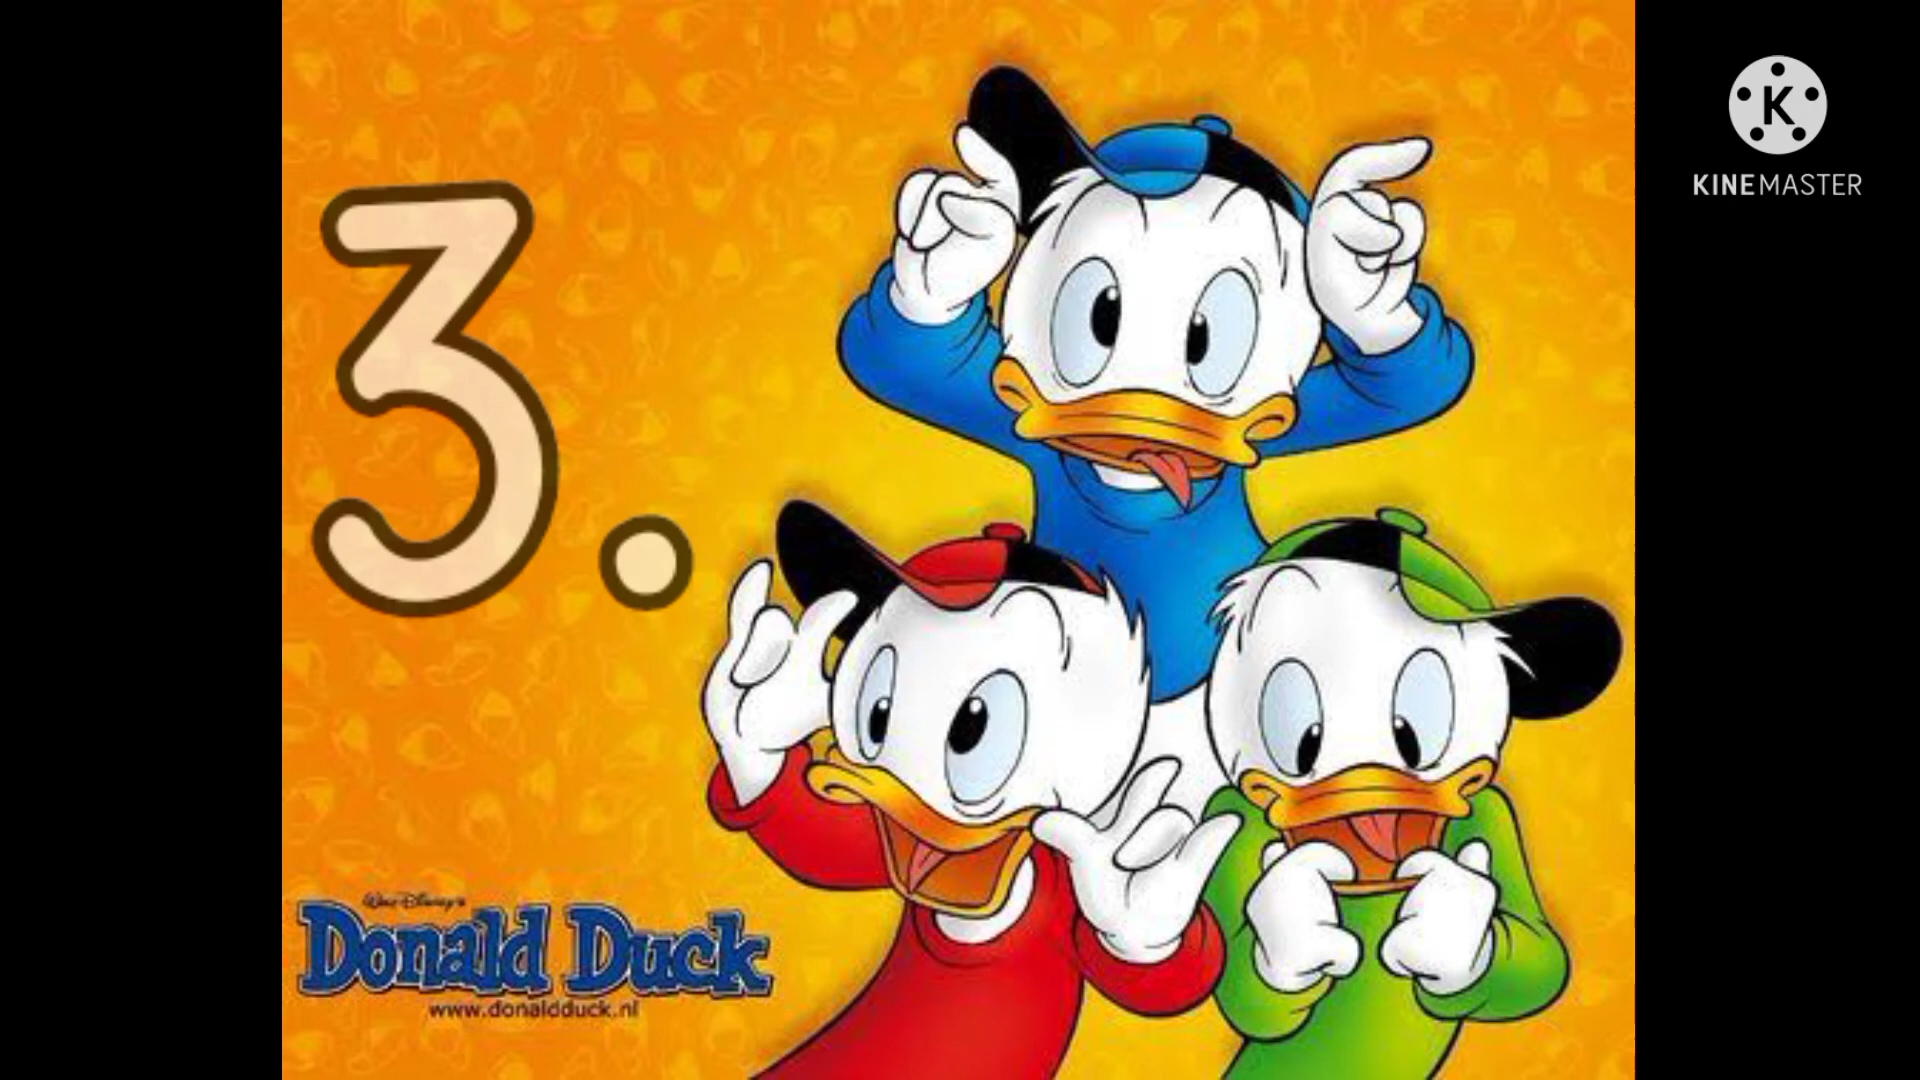 K
KINEMASTER
3.
Walt Disney's
Donald Duck
www.donaldduck.nl